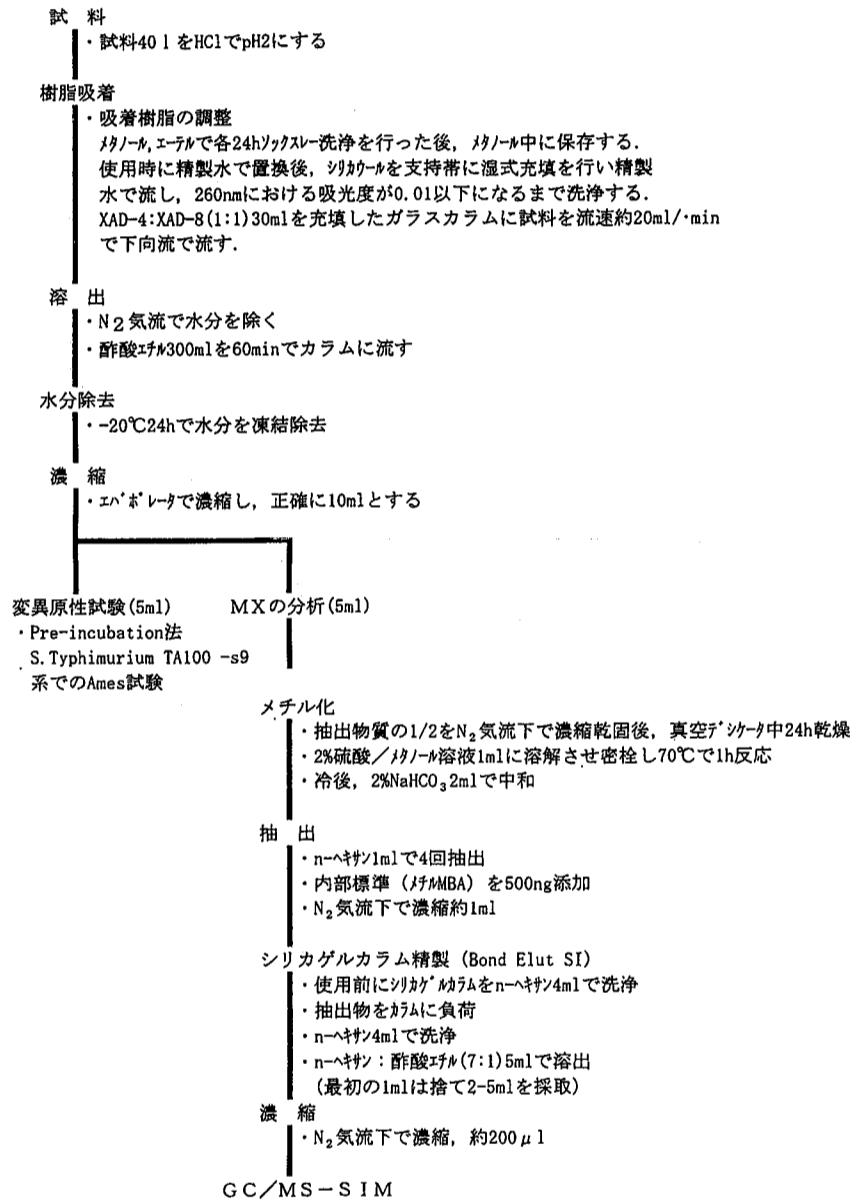 試 料
・試料40lをHClでpH2にする
樹脂吸着
・吸着樹脂の調整
ﾒﾀﾉｰﾙ,ｴｰﾃﾙで各24hｿｯｸｽﾚｰ洗浄を行った後，ﾒﾀﾉｰﾙ中に保存する．
使用時に精製水で置換後，ｼﾘｶｳｰﾙを支持帯に湿式充填を行い精製
水で流し，260nmにおける吸光度が0.01以下になるまで洗浄する．
XAD-4:XAD-8(1:1)30mlを充填したガラスカラムに試料を流速約20ml/·min
で下向流で流す．
溶 出
・N２気流で水分を除く
・酢酸ｴﾁﾙ300mlを60minでカラムに流す
水分除去
・-20℃24hで水分を凍結除去
濃 縮
・ｴﾊﾞﾎﾟﾚｰﾀで濃縮し，正確に10mlとする
変異原性試験(5ml) ＭＸの分析(5ml)
・Pre-incubation法
S.Typhimurium TA100 -s9
系でのAmes試験
メチル化
・抽出物質の1/2をN₂気流下で濃縮乾固後，真空ﾃﾞｼｹｰﾀ中24h乾燥
・2%硫酸／ﾒﾀﾉｰﾙ溶液1mlに溶解させ密栓し70℃で1h反応
・冷後，2%NaHCO₃2mlで中和
抽 出
・n-ﾍｷｻﾝ1mlで4回抽出
・内部標準（ﾒﾁﾙMBA）を500ng添加
・N₂気流下で濃縮約1ml
シリカゲルカラム精製（Bond Elut SI）
・使用前にｼﾘｶｹﾞﾙｶﾗﾑをn-ﾍｷｻﾝ4mlで洗浄
・抽出物をｶﾗﾑに負荷
・n-ﾍｷｻﾝ4mlで洗浄
・n-ﾍｷｻﾝ：酢酸ｴﾁﾙ(7:1)5mlで溶出
(最初の1mlは捨て2-5mlを採取)
濃 縮
・N₂気流下で濃縮，約200μl
ＧＣ／ＭＳ－ＳＩＭ